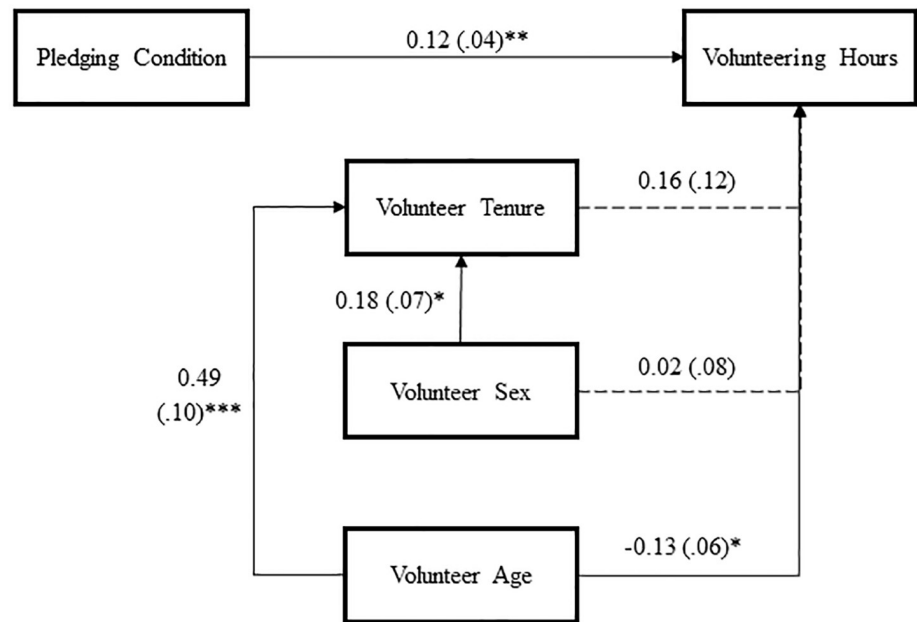 Pledging Condition
0.12 (.04)**
Volunteering Hours
Volunteer Tenure
0.16 (.12)
0.18 (.07)*
Volunteer Sex
0.02 (.08)
0.49
(.10)***
Volunteer Age
-0.13 (.06)*